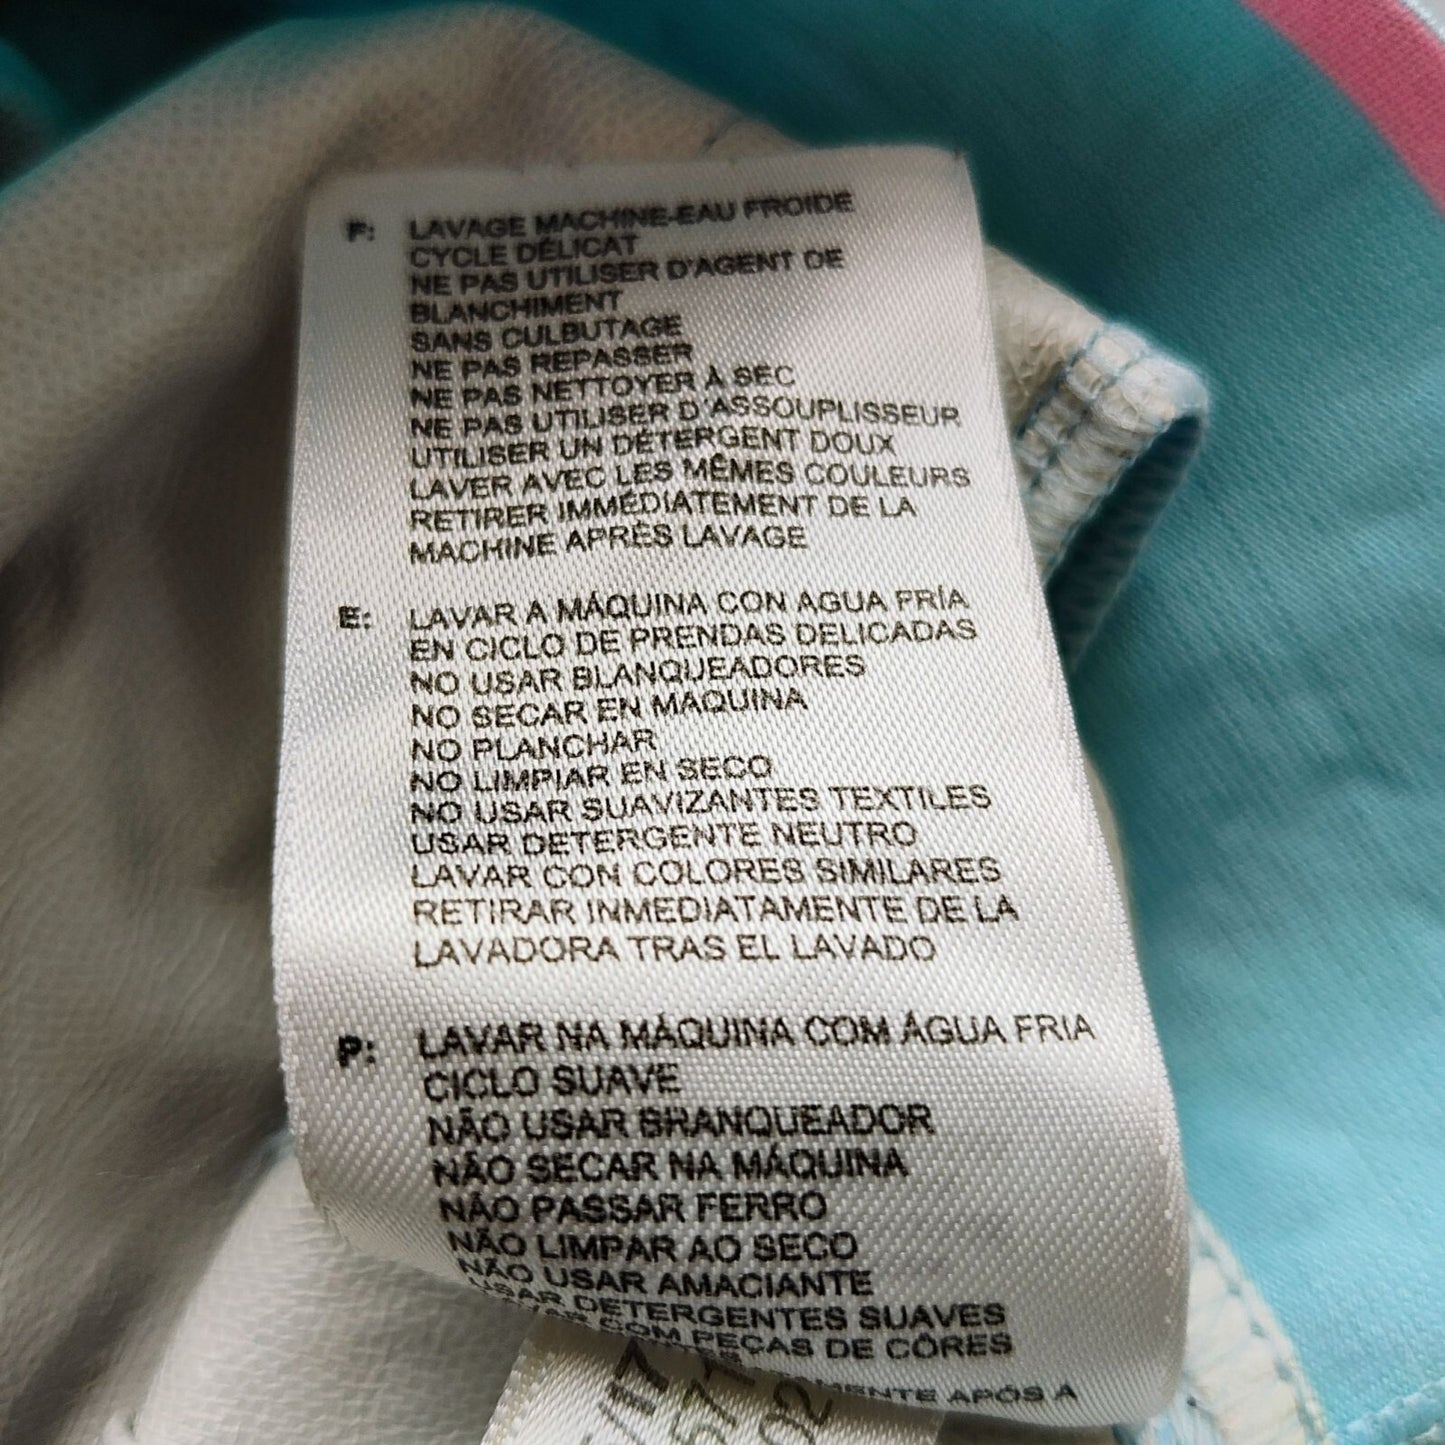 F: LAVAGE MACHINE-EAU FROIDE
CYCLE DÉLICAT
NE PAS UTILISER D'AGENT DE
BLANCHIMENT
SANS CULBUTAGE
NE PAS REPASSER
NE PAS NETTOYER À SEC
NE PAS UTILISER D'ASSOUPLISSEUR
UTILISER UN DÉTERGENT DOUX
LAVER AVEC LES MÊMES COULEURS
RETIRER IMMÉDIATEMENT DE LA
MACHINE APRÈS LAVAGE
E: LAVAR A MÁQUINA CON AGUA FRÍA
EN CICLO DE PRENDAS DELICADAS
NO USAR BLANQUEADORES
NO SECAR EN MAQUINA
NO PLANCHAR
NO LIMPIAR EN SECO
NO USAR SUAVIZANTES TEXTILES
USAR DETERGENTE NEUTRO
LAVAR CON COLORES SIMILARES
RETIRAR INMEDIATAMENTE DE LA
LAVADORA TRAS EL LAVADO
P: LAVAR NA MÁQUINA COM ÁGUA FRIA
CICLO SUAVE
NÃO USAR BRANQUEADOR
NÃO SECAR NA MÁQUINA
NÃO PASSAR FERRO
NÃO LIMPAR AO SECO
NÃO USAR AMACIANTE
USAR DETERGENTES SUAVES
COM PEÇAS DE CÔRES
APÓS A